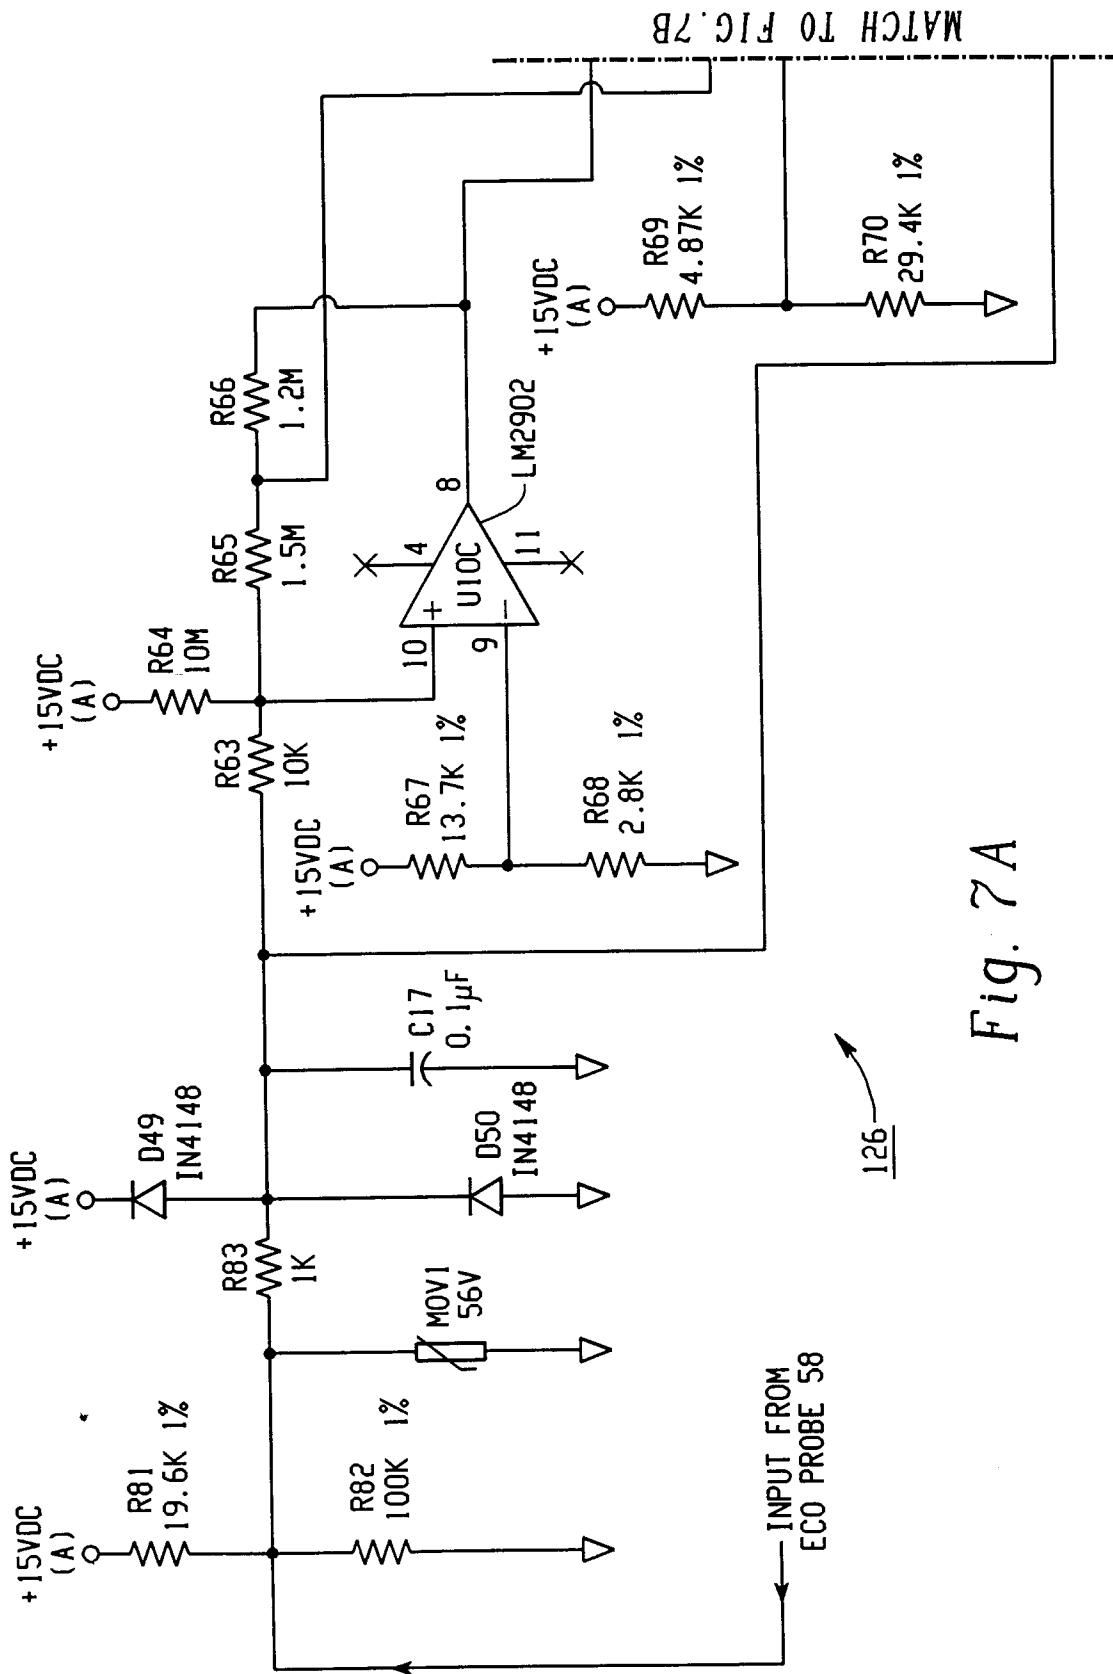 +15VDC
(A)
R81
19.6K 1%
R82
100K 1%
INPUT FROM
ECO PROBE 58
MOV1
56V
R83
1K
+15VDC
(A)
D49
IN4148
D50
IN4148
C17
0.1µF
126
+15VDC
(A)
R67
13.7K 1%
R68
2.8K 1%
R63
10K
+15VDC
(A)
R64
10M
R65
1.5M
R66
1.2M
10
+
9
−
U10C
4
11
8
LM2902
+15VDC
(A)
R69
4.87K 1%
R70
29.4K 1%
MATCH TO FIG.7B
Fig. 7A